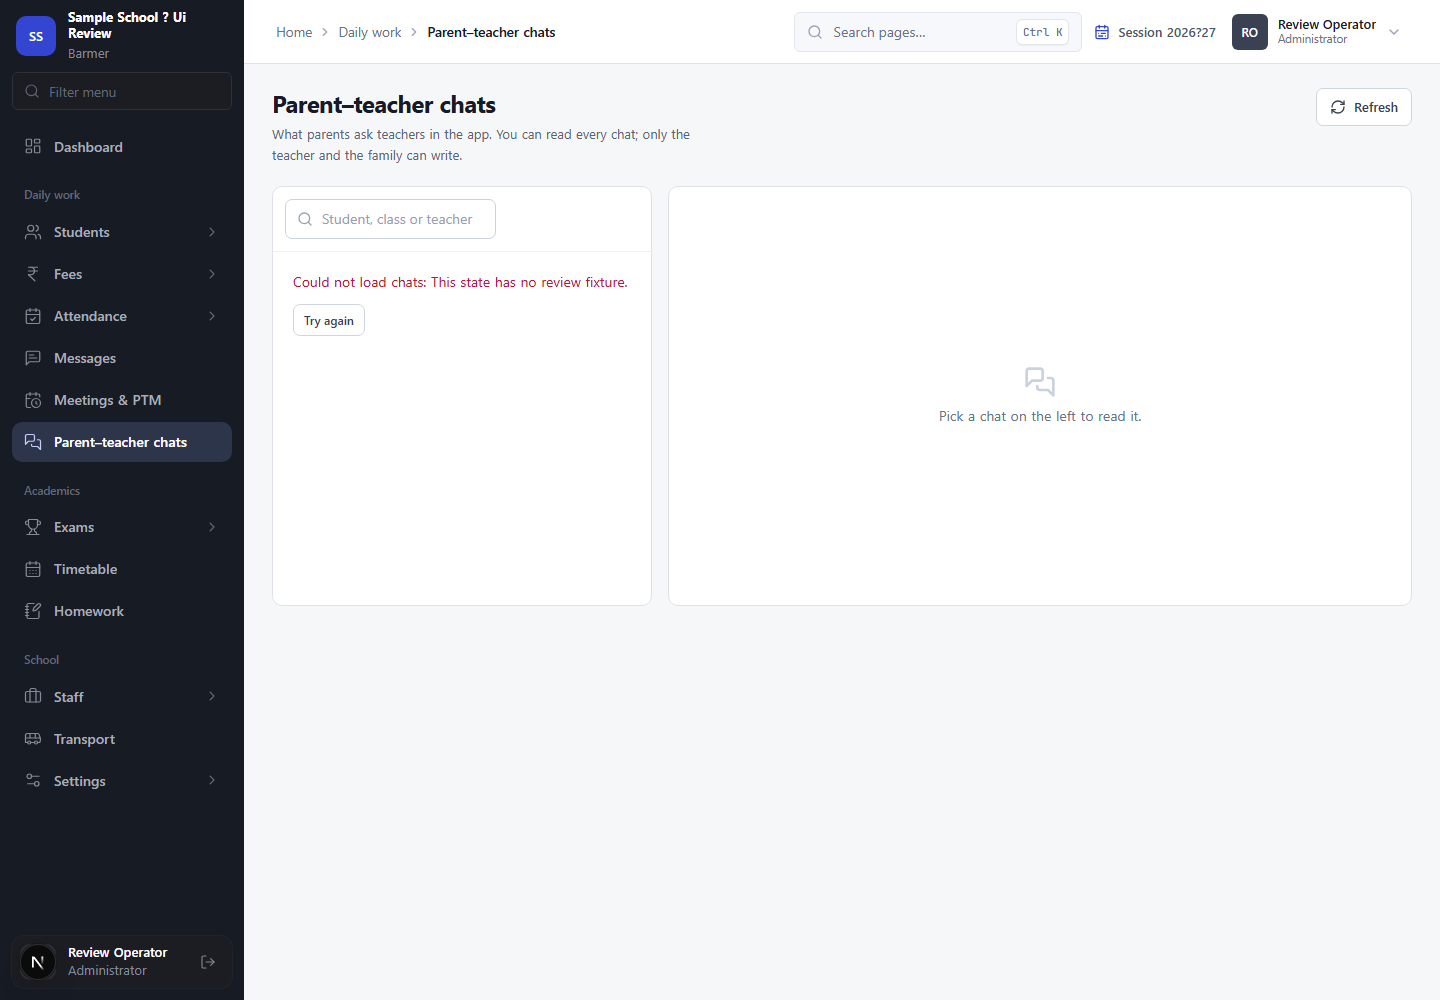 SS
Sample School ? Ui
Review
Barmer
Filter menu
Dashboard
Daily work
Students
Fees
Attendance
Messages
Meetings & PTM
Parent–teacher chats
Academics
Exams
Timetable
Homework
School
Staff
Transport
Settings
N
Review Operator
Administrator
Home > Daily work > Parent–teacher chats
Search pages... Ctrl K
Session 2026?27
RO
Review Operator
Administrator
Parent–teacher chats
What parents ask teachers in the app. You can read every chat; only the
teacher and the family can write.
Refresh
Student, class or teacher
Could not load chats: This state has no review fixture.
Try again
Pick a chat on the left to read it.